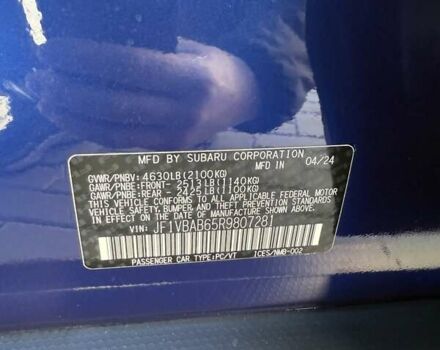 MFD. BY SUBARU CORPORATION
MFD. IN 04/24
GVWR/PNBV: 4630LB(2100KG)
GAWR/PNBE:FRONT- 2513LB(1140KG)
GAWR/PNBE:REAR - 2425LB(1100KG)
THIS VEHICLE CONFORMS TO ALL APPLICABLE FEDERAL MOTOR
VEHICLE SAFETY, BUMPER AND THEFT PREVENTION STANDARDS
IN EFFECT ON THE DATE OF MANUFACTURE SHOWN ABOVE.
VIN: JF1VBAB65R9807281
PASSENGER CAR TYPE:PC/VT ICES/NMB-002